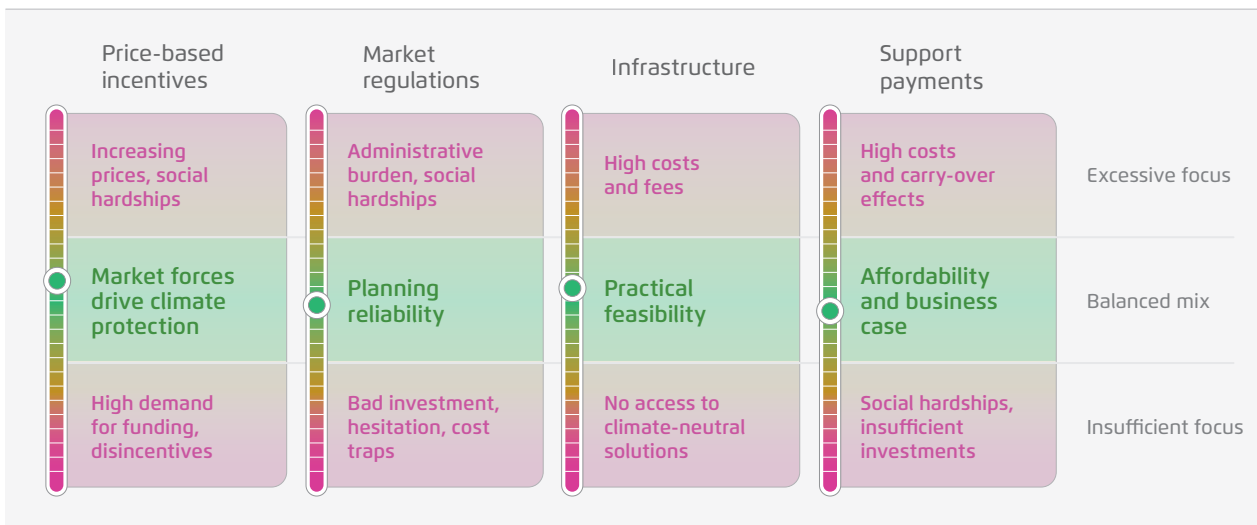 Price-based
incentives
Market
regulations
Infrastructure
Support
payments
Increasing
prices, social
hardships
Administrative
burden, social
hardships
High costs
and fees
High costs
and carry-over
effects
Excessive focus
Market forces
drive climate
protection
Planning
reliability
Practical
feasibility
Affordability
and business
case
Balanced mix
High demand
for funding,
disincentives
Bad investment,
hesitation, cost
traps
No access to
climate-neutral
solutions
Social hardships,
insufficient
investments
Insufficient focus